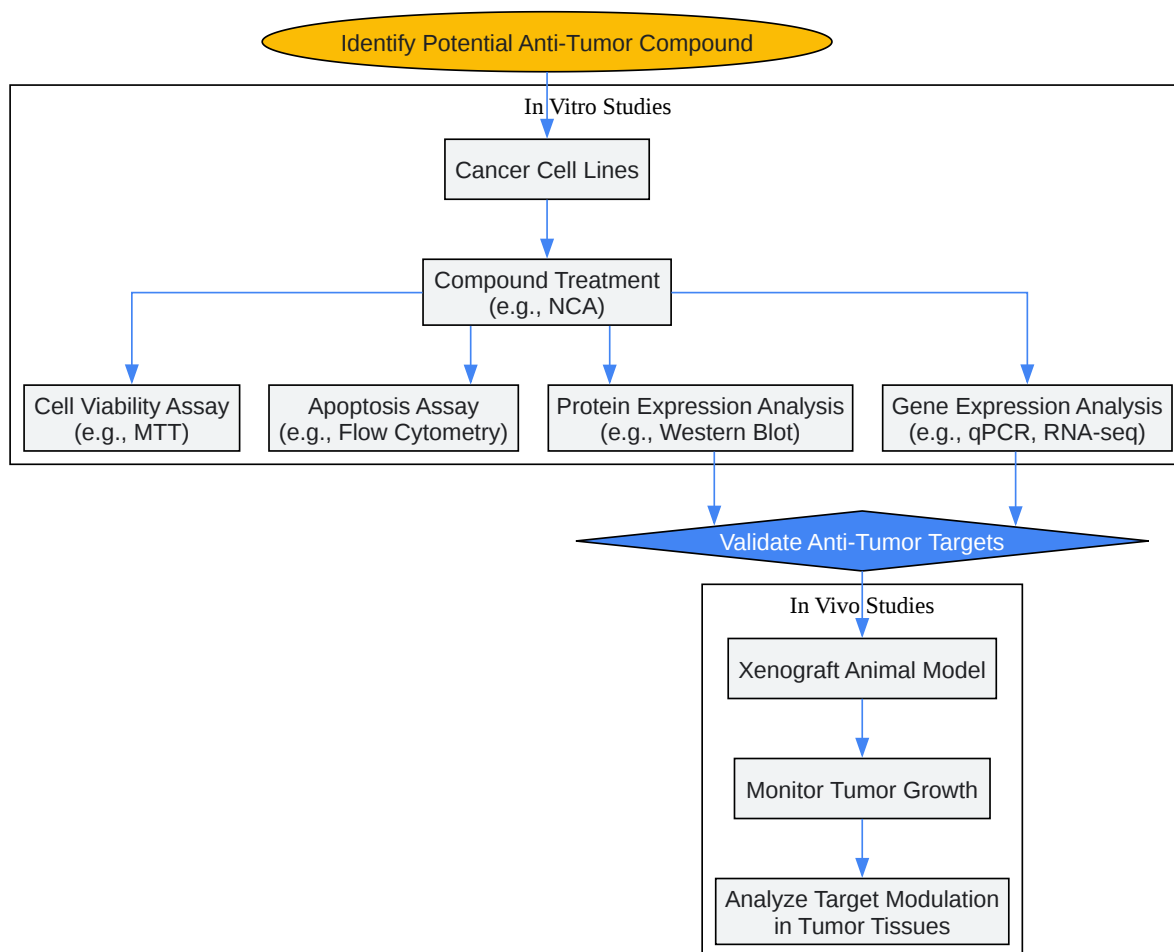 Identify Potential Anti-Tumor Compound
In Vitro Studies
Cancer Cell Lines
Compound Treatment
(e.g., NCA)
Cell Viability Assay
(e.g., MTT)
Apoptosis Assay
(e.g., Flow Cytometry)
Protein Expression Analysis
(e.g., Western Blot)
Gene Expression Analysis
(e.g., qPCR, RNA-seq)
Validate Anti-Tumor Targets
In Vivo Studies
Xenograft Animal Model
Monitor Tumor Growth
Analyze Target Modulation
in Tumor Tissues